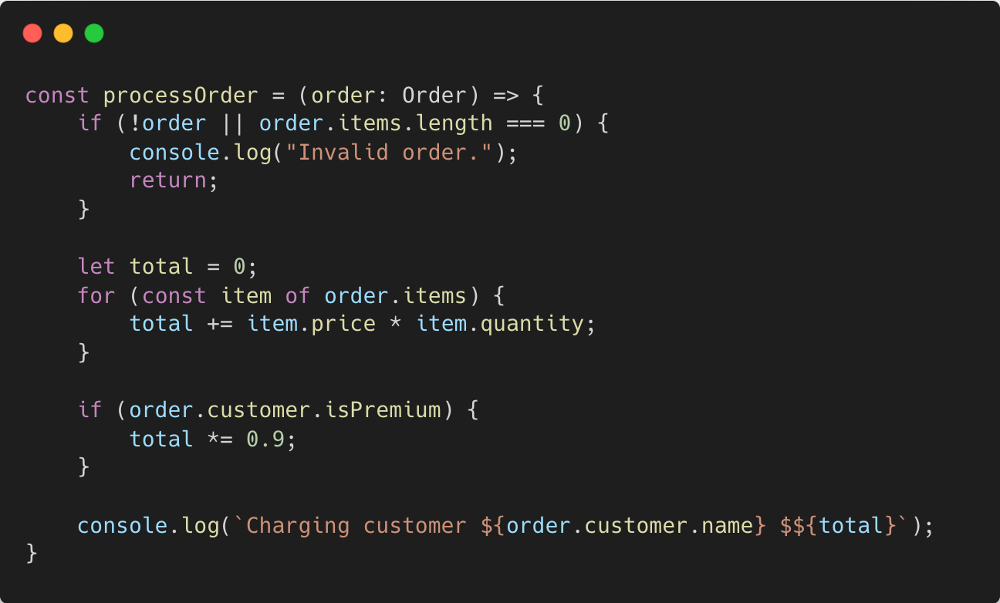 const processOrder = (order: Order) => {
    if (!order || order.items.length === 0) {
        console.log("Invalid order.");
        return;
    }

    let total = 0;
    for (const item of order.items) {
        total += item.price * item.quantity;
    }

    if (order.customer.isPremium) {
        total *= 0.9;
    }

    console.log(`Charging customer ${order.customer.name} $${total}`);
}